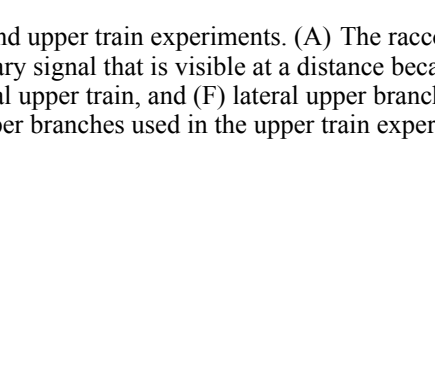 nd upper train experiments. (A) The racc
ary signal that is visible at a distance beca
al upper train, and (F) lateral upper branch
per branches used in the upper train exper